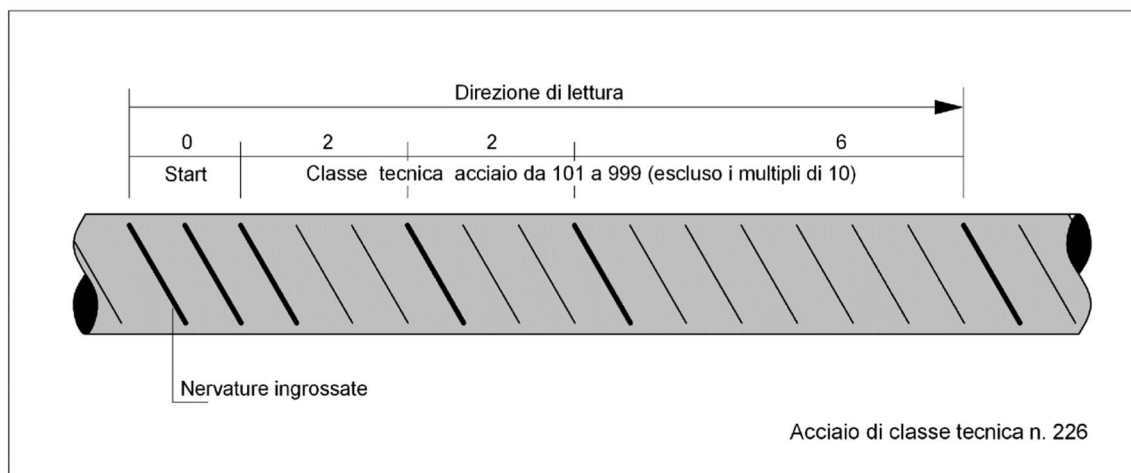 Direzione di lettura
0 2 2 6
Start Classe tecnica acciaio da 101 a 999 (escluso i multipli di 10)
Nervature ingrossate
Acciaio di classe tecnica n. 226